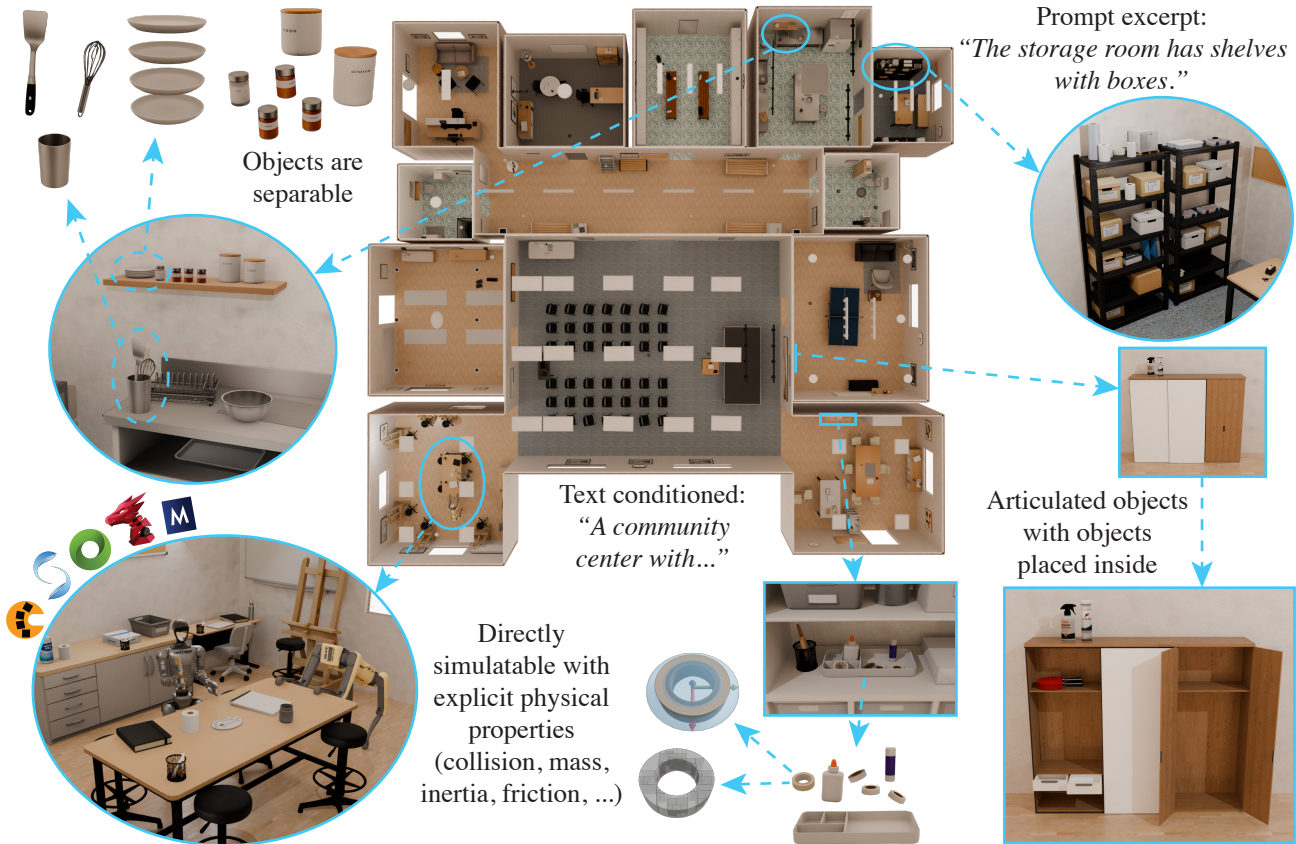 Prompt excerpt:
“The storage room has shelves
with boxes.”
Objects are
separable
Text conditioned:
“A community
center with...”
Articulated objects
with objects
placed inside
Directly
simulatable with
explicit physical
properties
(collision, mass,
inertia, friction, ...)
M